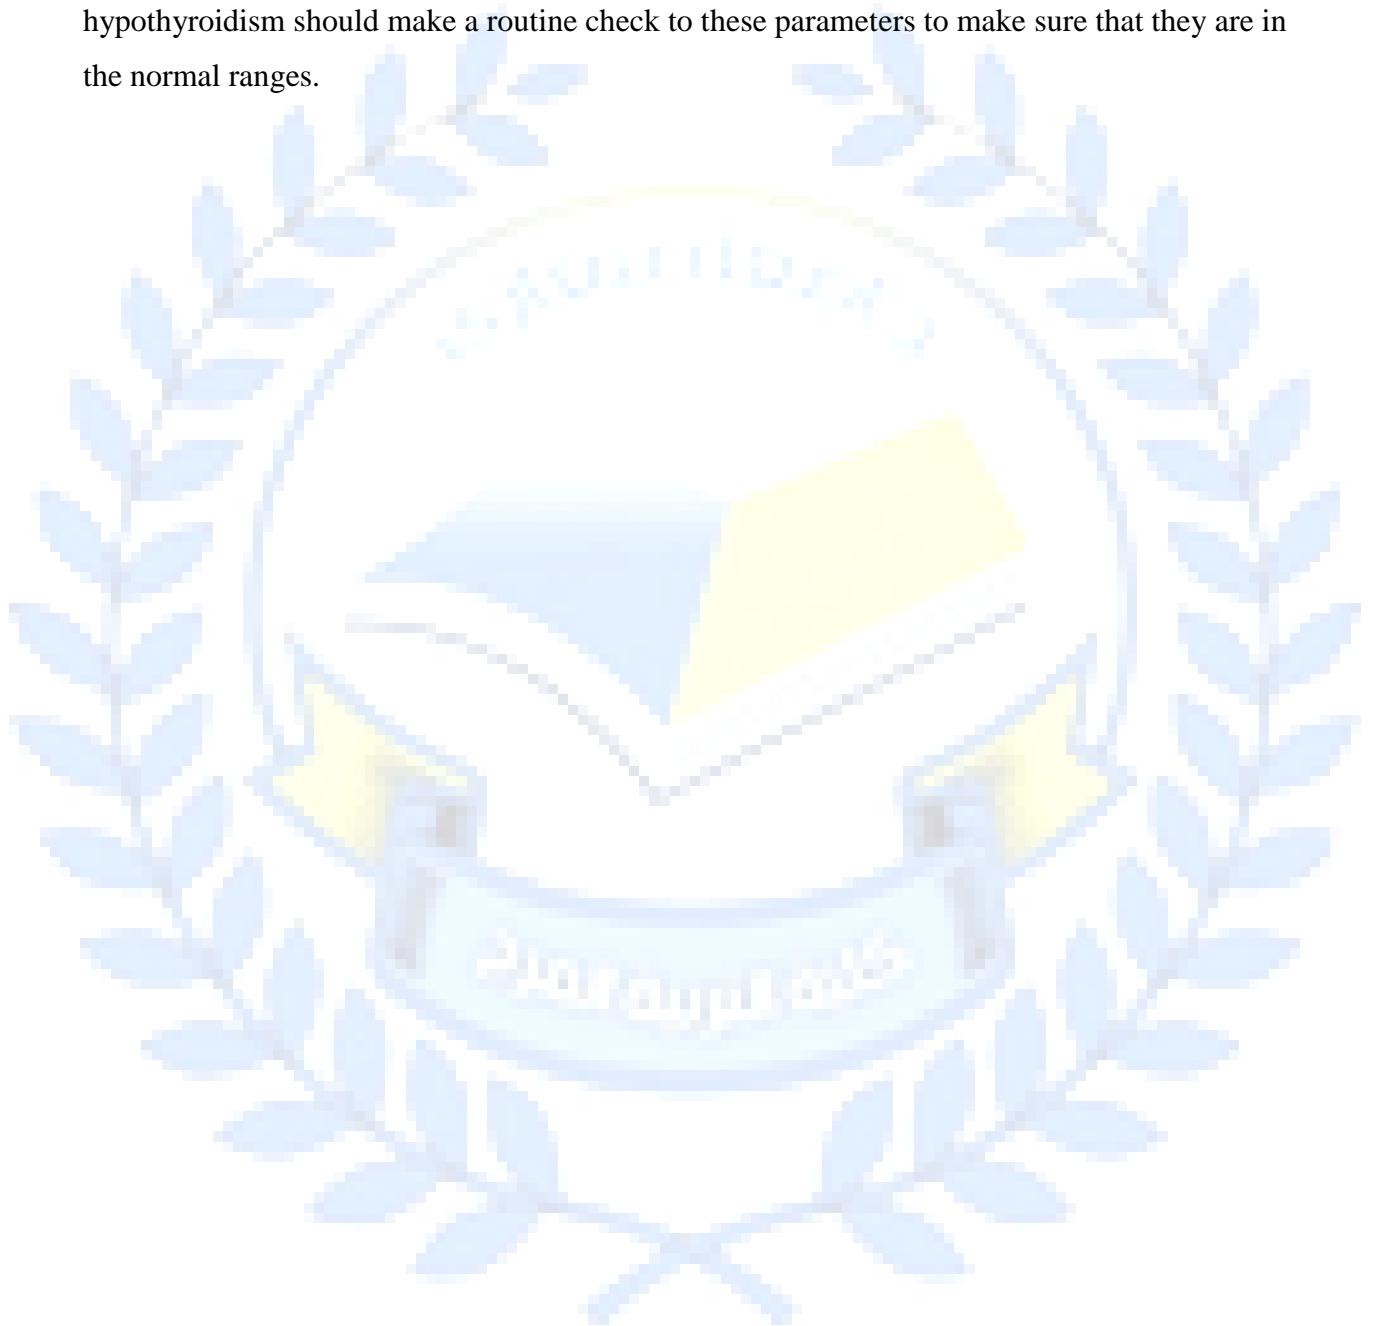 hypothyroidism should make a routine check to these parameters to make sure that they are in
the normal ranges.